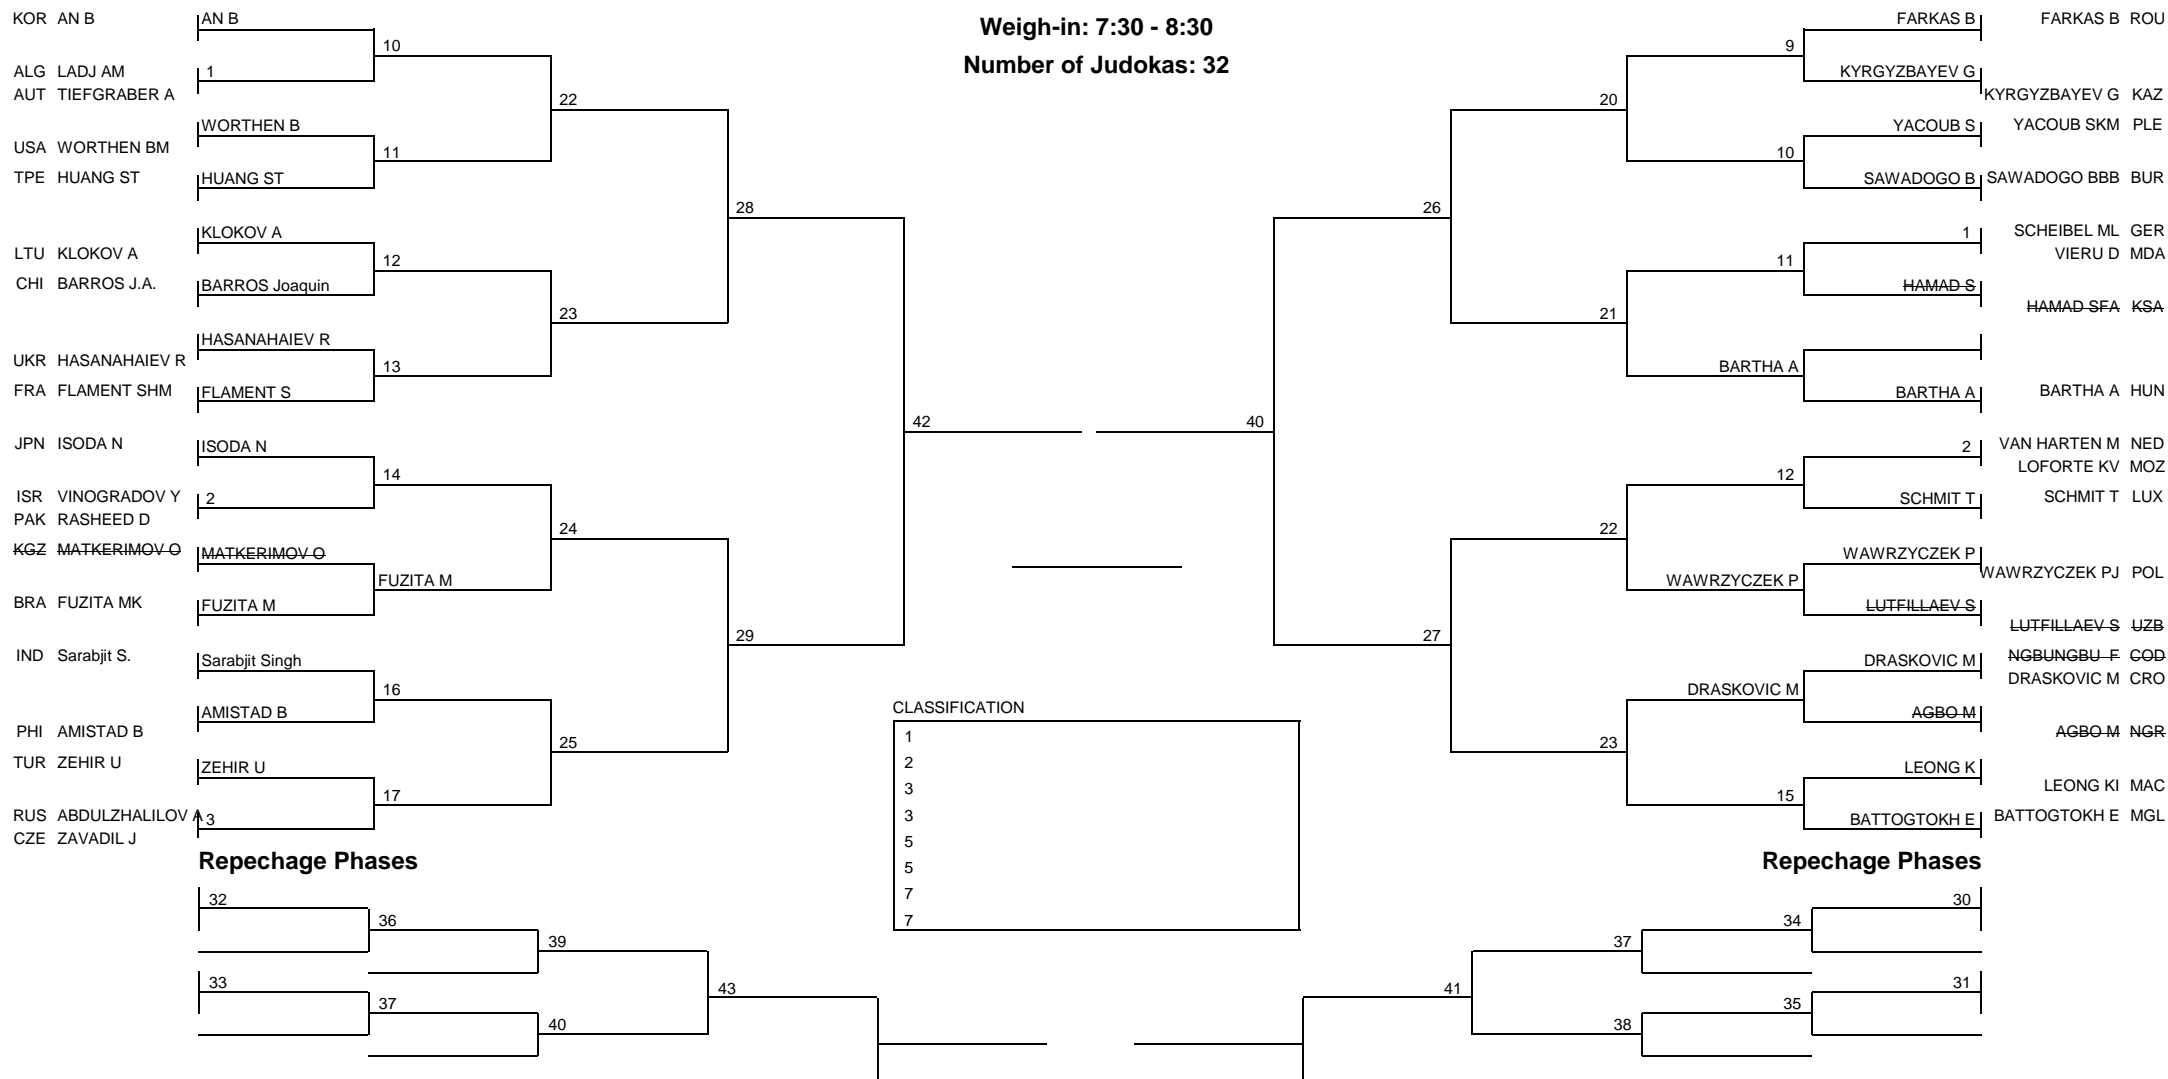 Weigh-in: 7:30 - 8:30
Number of Judokas: 32
KOR AN B
AN B
10
ALG LADJ AM
1
AUT TIEFGRABER A
22
WORTHEN B
USA WORTHEN BM
11
TPE HUANG ST
HUANG ST
28
KLOKOV A
LTU KLOKOV A
12
CHI BARROS J.A.
BARROS Joaquin
23
HASANAHAIEV R
UKR HASANAHAIEV R
13
FRA FLAMENT SHM
FLAMENT S
42
JPN ISODA N
ISODA N
14
ISR VINOGRADOV Y
2
PAK RASHEED D
24
KGZ MATKERIMOV O
MATKERIMOV O
FUZITA M
BRA FUZITA MK
FUZITA M
29
IND Sarabjit S.
Sarabjit Singh
16
AMISTAD B
PHI AMISTAD B
25
TUR ZEHIR U
ZEHIR U
17
RUS ABDULZHALILOV A
3
CZE ZAVADIL J
FARKAS B
FARKAS B ROU
9
KYRGYZBAYEV G
KYRGYZBAYEV G KAZ
20
YACOUB S
YACOUB SKM PLE
10
SAWADOGO B
SAWADOGO BBB BUR
26
1
SCHEIBEL ML GER
VIERU D MDA
11
HAMAD S
HAMAD SFA KSA
21
BARTHA A
BARTHA A
BARTHA A HUN
40
2
VAN HARTEN M NED
LOFORTE KV MOZ
12
SCHMIT T
SCHMIT T LUX
22
WAWRZYCZEK P
WAWRZYCZEK PJ POL
WAWRZYCZEK P
LUTFILLAEV S
LUTFILLAEV S UZB
27
DRASKOVIC M
NGBUNGBU F COD
DRASKOVIC M CRO
DRASKOVIC M
AGBO M
AGBO M NGR
23
LEONG K
LEONG KI MAC
15
BATTOGTOKH E
BATTOGTOKH E MGL
CLASSIFICATION
1
2
3
3
5
5
7
7
Repechage Phases
32
36
39
33
37
40
43
Repechage Phases
30
34
37
31
35
38
41